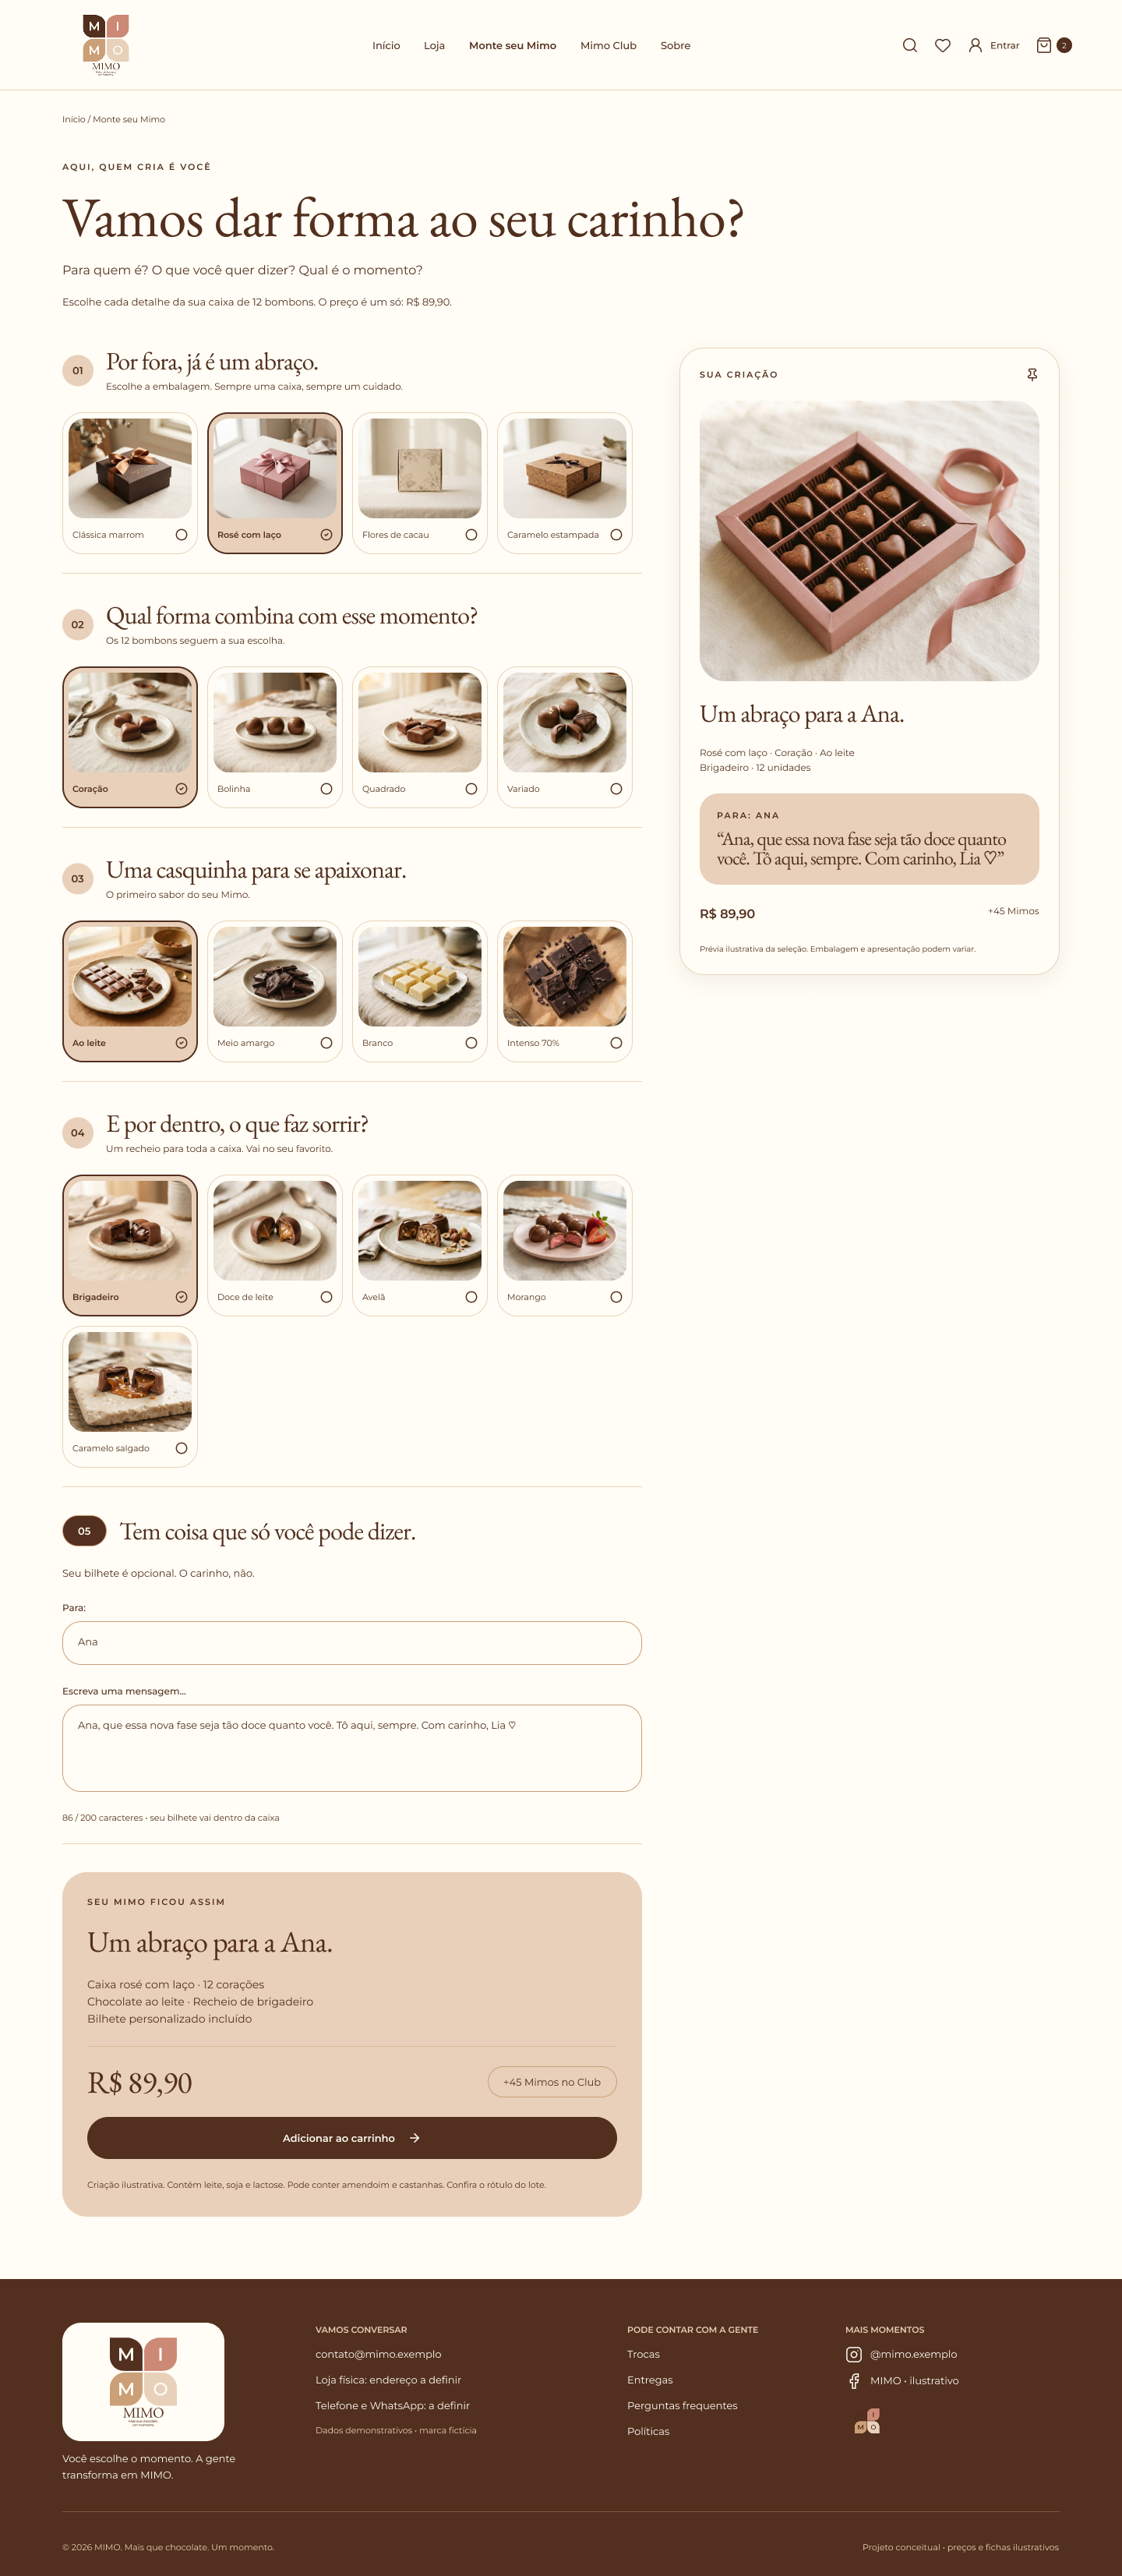 M I
M O
MIMO
Início
Loja
Monte seu Mimo
Mimo Club
Sobre
Entrar
2
Início / Monte seu Mimo
AQUI, QUEM CRIA É VOCÊ
Vamos dar forma ao seu carinho?
Para quem é? O que você quer dizer? Qual é o momento?
Escolhe cada detalhe da sua caixa de 12 bombons. O preço é um só: R$ 89,90.
01
Por fora, já é um abraço.
Escolhe a embalagem. Sempre uma caixa, sempre um cuidado.
Clássica marrom
Rosé com laço
Flores de cacau
Caramelo estampada
02
Qual forma combina com esse momento?
Os 12 bombons seguem a sua escolha.
Coração
Bolinha
Quadrado
Variado
03
Uma casquinha para se apaixonar.
O primeiro sabor do seu Mimo.
Ao leite
Meio amargo
Branco
Intenso 70%
04
E por dentro, o que faz sorrir?
Um recheio para toda a caixa. Vai no seu favorito.
Brigadeiro
Doce de leite
Avelã
Morango
Caramelo salgado
05
Tem coisa que só você pode dizer.
Seu bilhete é opcional. O carinho, não.
Para:
Ana
Escreva uma mensagem...
Ana, que essa nova fase seja tão doce quanto você. Tô aqui, sempre. Com carinho, Lia ♡
86 / 200 caracteres • seu bilhete vai dentro da caixa
SUA CRIAÇÃO
Um abraço para a Ana.
Rosé com laço · Coração · Ao leite
Brigadeiro · 12 unidades
PARA: ANA
“Ana, que essa nova fase seja tão doce quanto
você. Tô aqui, sempre. Com carinho, Lia ♡”
R$ 89,90
+45 Mimos
Prévia ilustrativa da seleção. Embalagem e apresentação podem variar.
SEU MIMO FICOU ASSIM
Um abraço para a Ana.
Caixa rosé com laço · 12 corações
Chocolate ao leite · Recheio de brigadeiro
Bilhete personalizado incluído
R$ 89,90
+45 Mimos no Club
Adicionar ao carrinho
Criação ilustrativa. Contém leite, soja e lactose. Pode conter amendoim e castanhas. Confira o rótulo do lote.
M I
M O
MIMO
Você escolhe o momento. A gente
transforma em MIMO.
VAMOS CONVERSAR
contato@mimo.exemplo
Loja física: endereço a definir
Telefone e WhatsApp: a definir
Dados demonstrativos • marca fictícia
PODE CONTAR COM A GENTE
Trocas
Entregas
Perguntas frequentes
Políticas
MAIS MOMENTOS
@mimo.exemplo
MIMO • ilustrativo
I
M O
© 2026 MIMO. Mais que chocolate. Um momento.
Projeto conceitual • preços e fichas ilustrativos